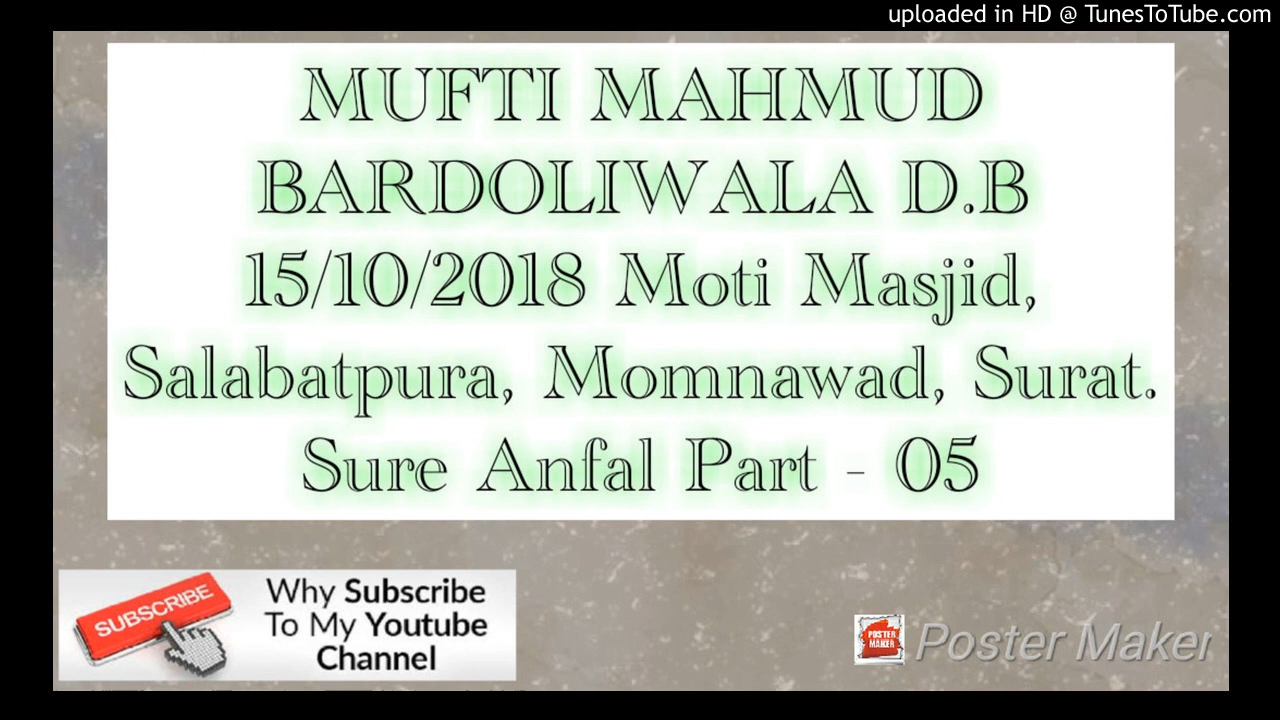 uploaded in HD @ TunesToTube.com
MUFTI MAHMUD
BARDOLIWALA D.B
15/10/2018 Moti Masjid,
Salabatpura, Momnawad, Surat.
Sure Anfal Part - 05
SUBSCRIBE
Why Subscribe
To My Youtube
Channel
POSTER
MAKER
Poster Maker